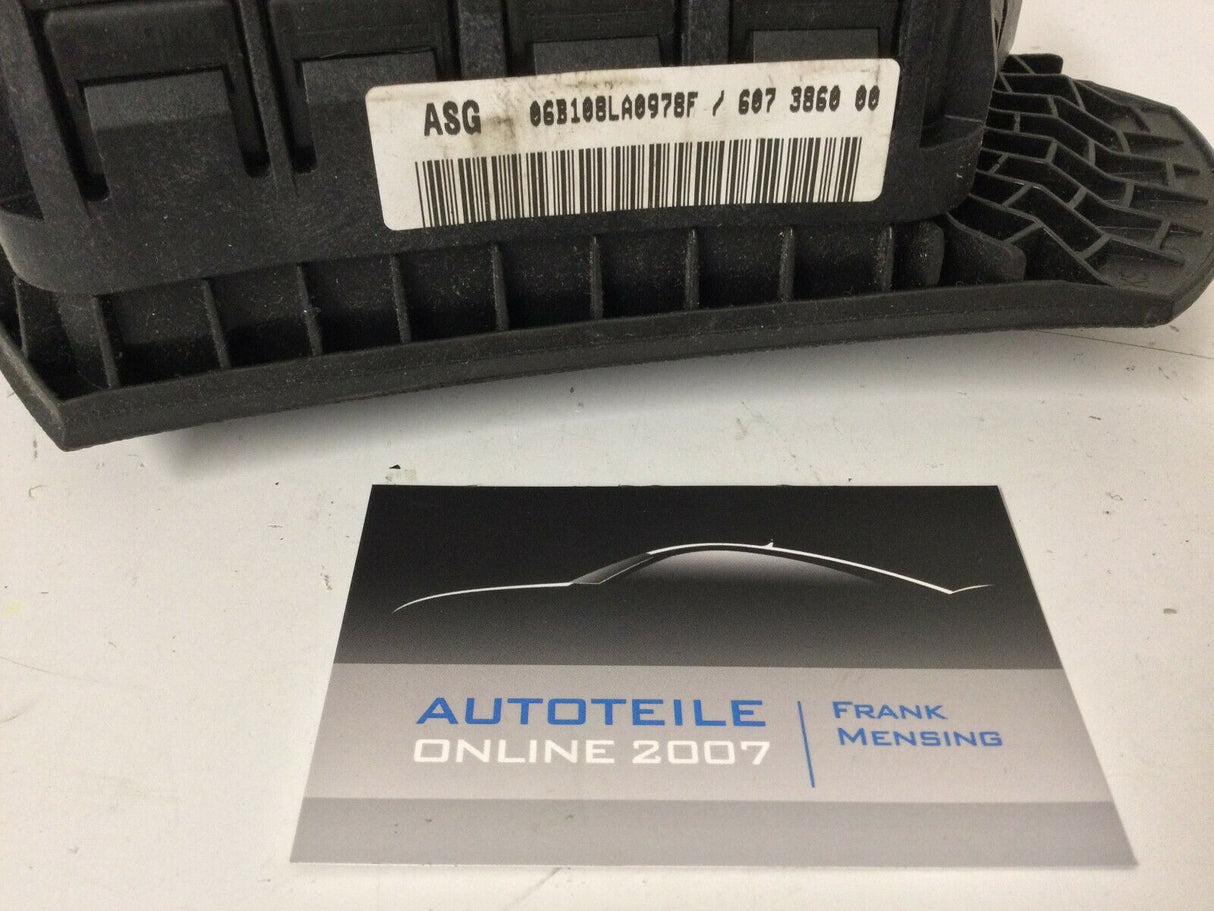 ASG 06B108LA0978F / 607 3860 00
AUTOTEILE
ONLINE 2007
FRANK
MENSING